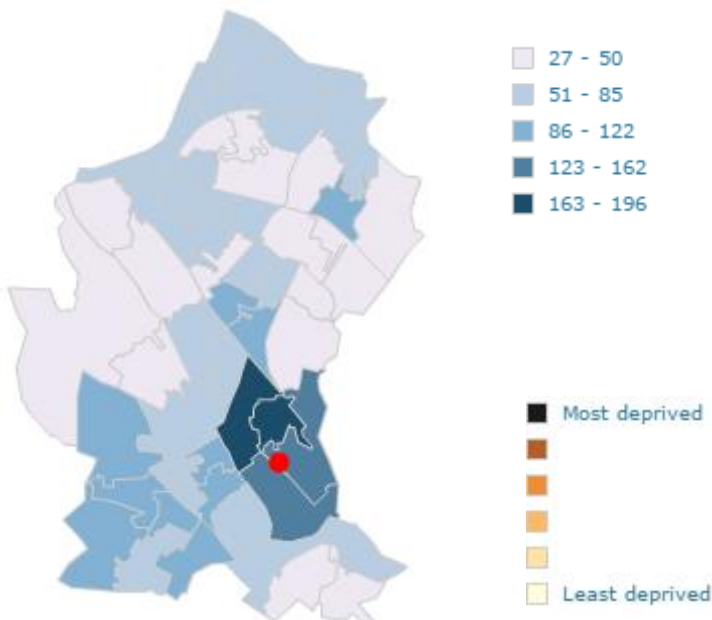 27 - 50
51 - 85
86 - 122
123 - 162
163 - 196
Most deprived
Least deprived